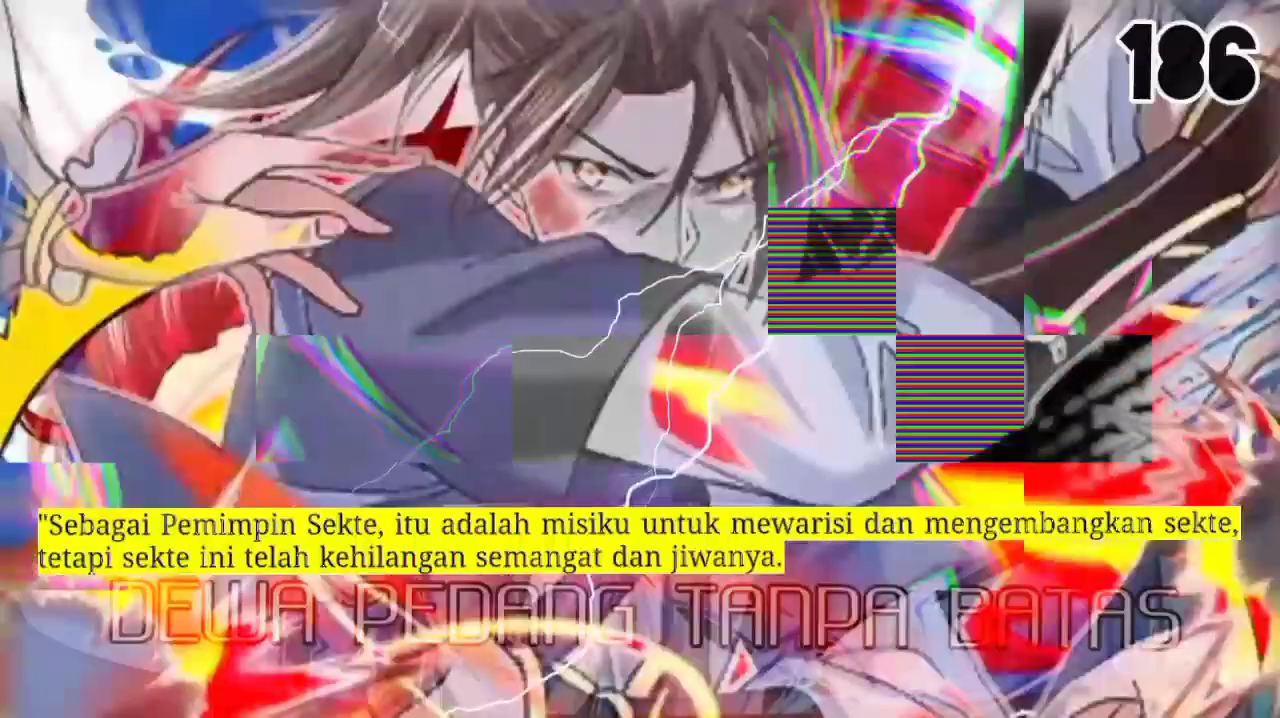 186
"Sebagai Pemimpin Sekte, itu adalah misiku untuk mewarisi dan mengembangkan sekte,
tetapi sekte ini telah kehilangan semangat dan jiwanya.
DEWA PEDANG TANPA BATAS